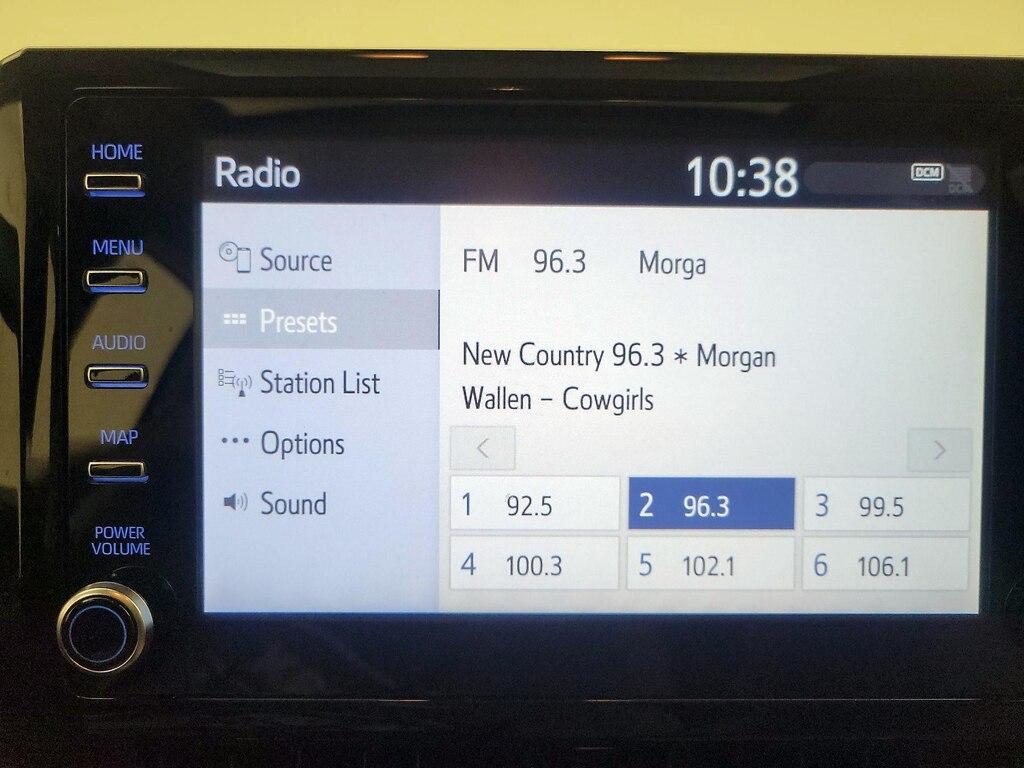 HOME
MENU
AUDIO
MAP
POWER
VOLUME
Radio
10:38
DCM
DCM
Source
Presets
Station List
Options
Sound
FM 96.3 Morga
New Country 96.3 * Morgan
Wallen - Cowgirls
< >
1 92.5
2 96.3
3 99.5
4 100.3
5 102.1
6 106.1